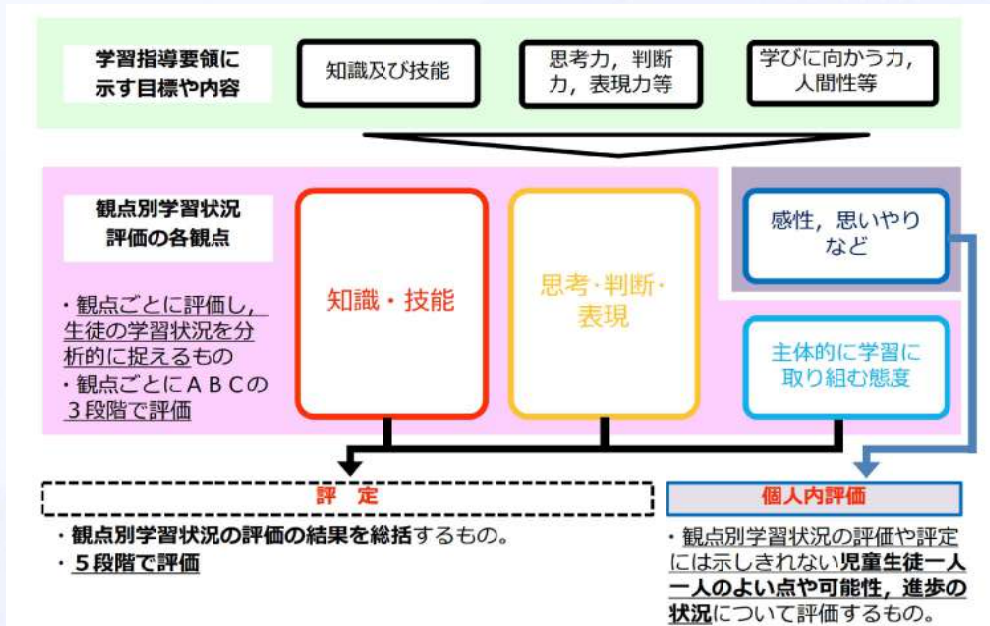 学習指導要領に
示す目標や内容
知識及び技能
思考力，判断
力，表現力等
学びに向かう力，
人間性等
観点別学習状況
評価の各観点
・観点ごとに評価し，
生徒の学習状況を分
析的に捉えるもの
・観点ごとにＡＢＣの
３段階で評価
知識・技能
思考・判断・
表現
感性，思いやり
など
主体的に学習に
取り組む態度
評　定
・観点別学習状況の評価の結果を総括するもの。
・５段階で評価
個人内評価
・観点別学習状況の評価や評定
には示しきれない児童生徒一人
一人のよい点や可能性，進歩の
状況について評価するもの。